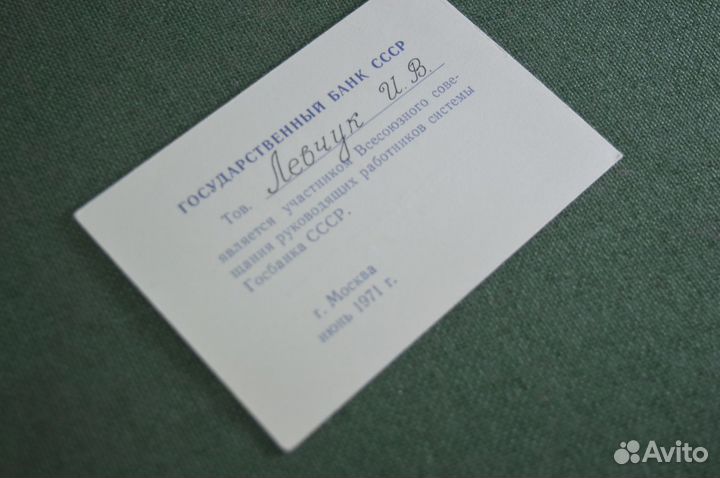 ГОСУДАРСТВЕННЫЙ БАНК СССР
Тов. Левчук И.В.
является участником Всесоюзного сове-
щания руководящих работников системы
Госбанка СССР.
г. Москва
июнь 1971 г.
Avito